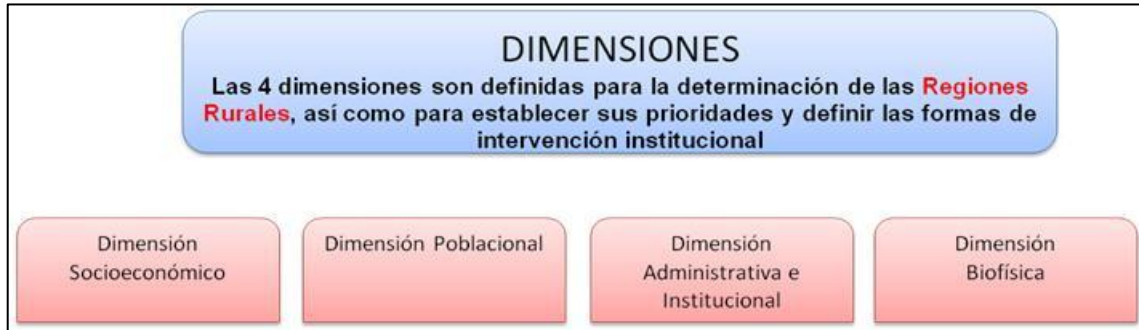 DIMENSIONES
Las 4 dimensiones son definidas para la determinación de las Regiones
Rurales, así como para establecer sus prioridades y definir las formas de
intervención institucional
Dimensión
Socioeconómico
Dimensión Poblacional
Dimensión
Administrativa e
Institucional
Dimensión
Biofísica